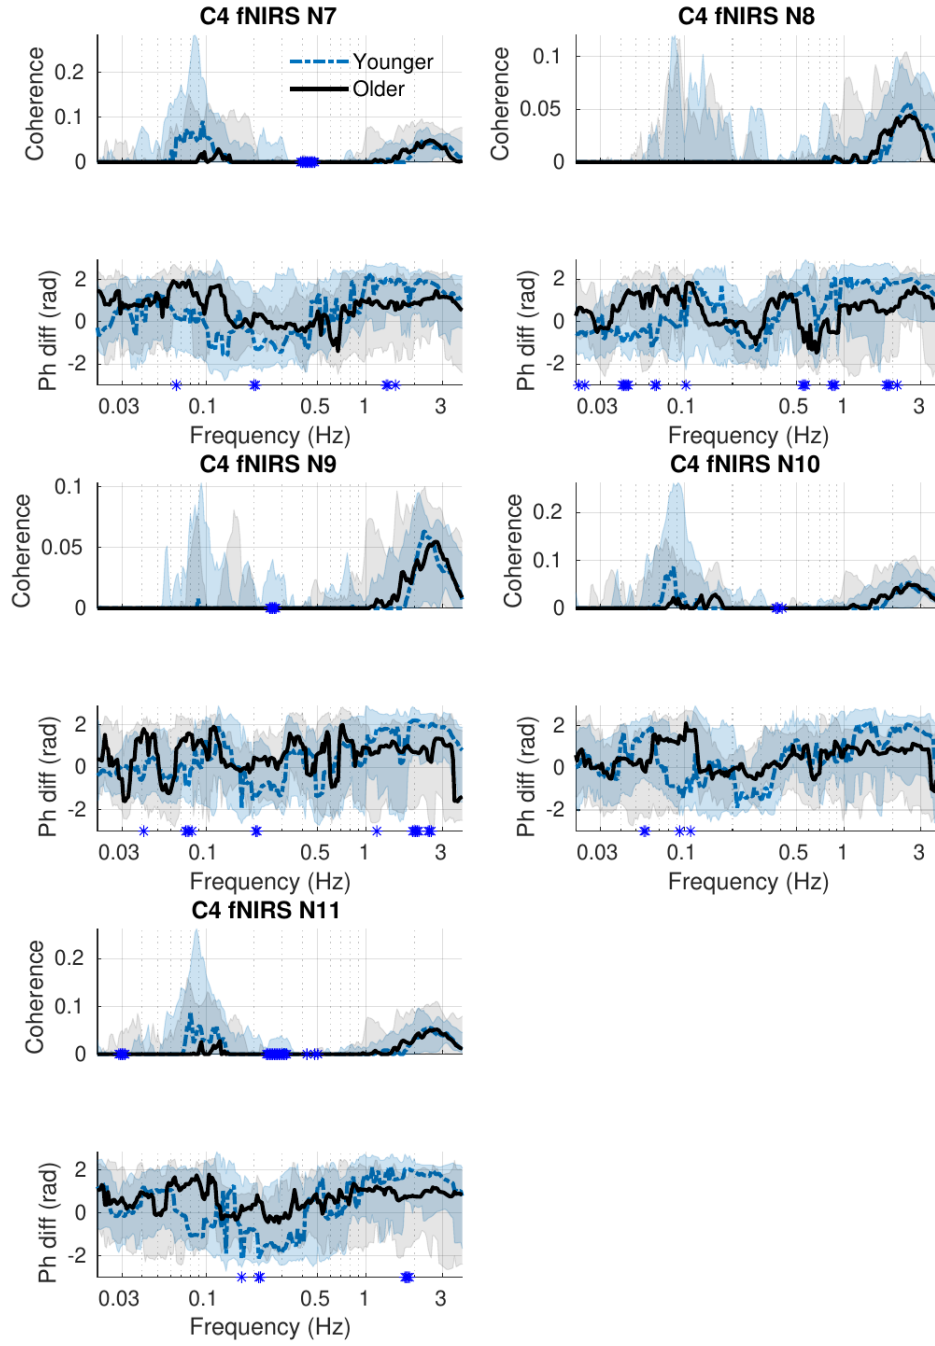 C4 fNIRS N7
Coherence
0.2
0.1
0
Younger
Older
Ph diff (rad)
2
0
-2
0.03 0.1 0.5 1 3
Frequency (Hz)
C4 fNIRS N8
Coherence
0.1
0.05
0
Ph diff (rad)
2
0
-2
0.03 0.1 0.5 1 3
Frequency (Hz)
C4 fNIRS N9
Coherence
0.1
0.05
0
Ph diff (rad)
2
0
-2
0.03 0.1 0.5 1 3
Frequency (Hz)
C4 fNIRS N10
Coherence
0.2
0.1
0
Ph diff (rad)
2
0
-2
0.03 0.1 0.5 1 3
Frequency (Hz)
C4 fNIRS N11
Coherence
0.2
0.1
0
Ph diff (rad)
2
0
-2
0.03 0.1 0.5 1 3
Frequency (Hz)